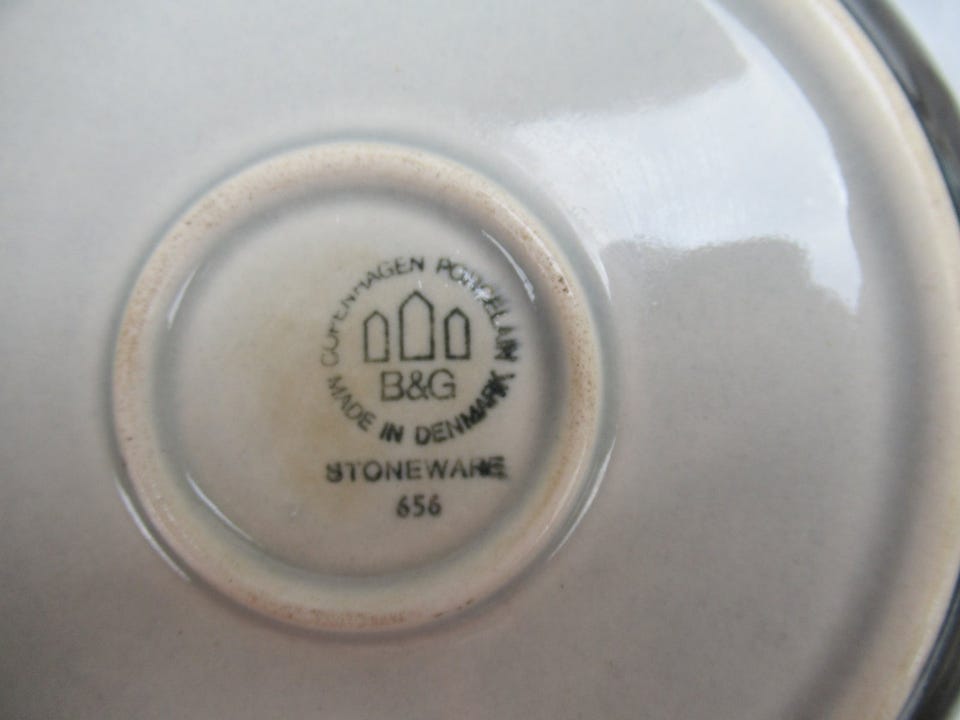 COPENHAGEN PORCELAIN
B&G
MADE IN DENMARK
STONEWARE
656